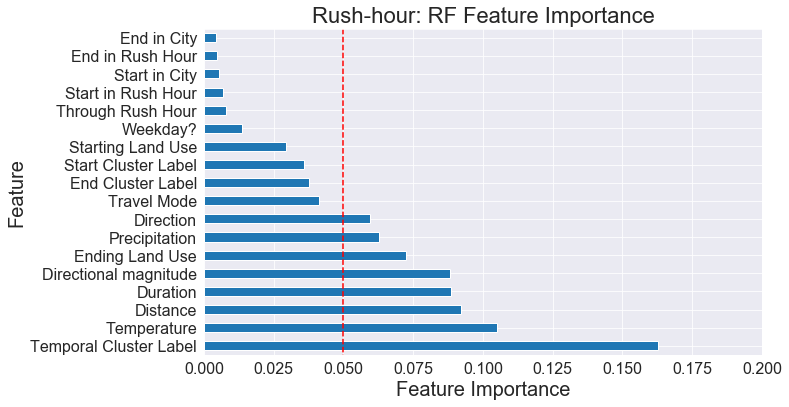 Rush-hour: RF Feature Importance
Feature
End in City
End in Rush Hour
Start in City
Start in Rush Hour
Through Rush Hour
Weekday?
Starting Land Use
Start Cluster Label
End Cluster Label
Travel Mode
Direction
Precipitation
Ending Land Use
Directional magnitude
Duration
Distance
Temperature
Temporal Cluster Label
0.000 0.025 0.050 0.075 0.100 0.125 0.150 0.175 0.200
Feature Importance